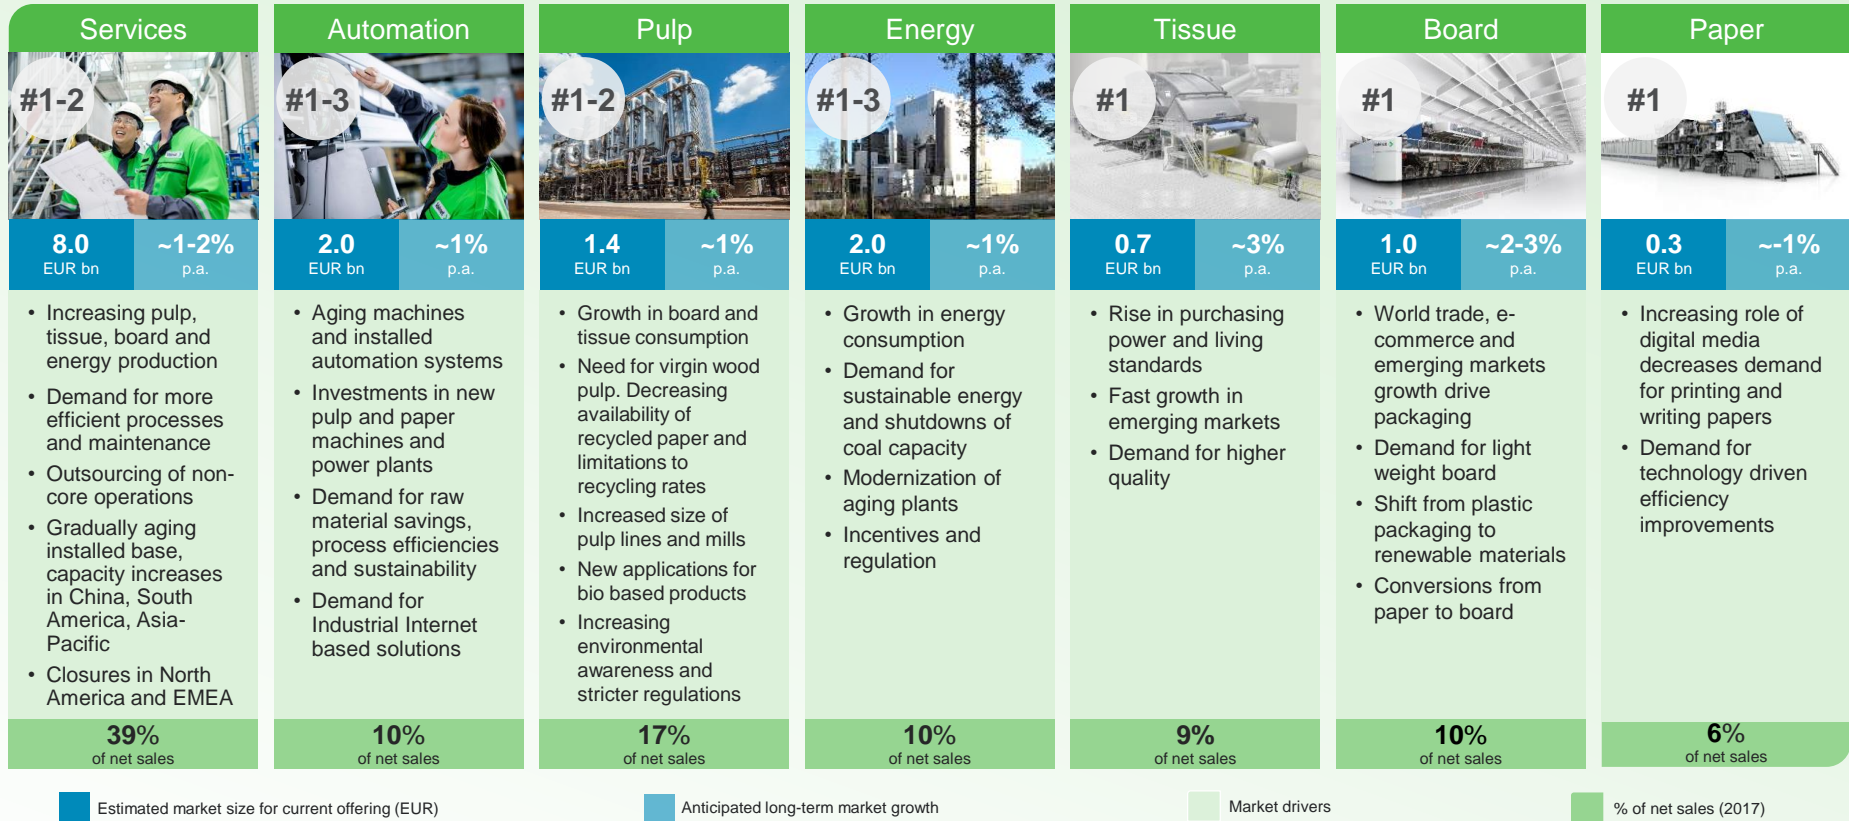 Services
#1-2
8.0
EUR bn
~1-2%
p.a.
• Increasing pulp,
tissue, board and
energy production
• Demand for more
efficient processes
and maintenance
• Outsourcing of non-
core operations
• Gradually aging
installed base,
capacity increases
in China, South
America, Asia-
Pacific
• Closures in North
America and EMEA
39%
of net sales
Automation
#1-3
2.0
EUR bn
~1%
p.a.
• Aging machines
and installed
automation systems
• Investments in new
pulp and paper
machines and
power plants
• Demand for raw
material savings,
process efficiencies
and sustainability
• Demand for
Industrial Internet
based solutions
10%
of net sales
Pulp
#1-2
1.4
EUR bn
~1%
p.a.
• Growth in board and
tissue consumption
• Need for virgin wood
pulp. Decreasing
availability of
recycled paper and
limitations to
recycling rates
• Increased size of
pulp lines and mills
• New applications for
bio based products
• Increasing
environmental
awareness and
stricter regulations
17%
of net sales
Energy
#1-3
2.0
EUR bn
~1%
p.a.
• Growth in energy
consumption
• Demand for
sustainable energy
and shutdowns of
coal capacity
• Modernization of
aging plants
• Incentives and
regulation
10%
of net sales
Tissue
#1
0.7
EUR bn
~3%
p.a.
• Rise in purchasing
power and living
standards
• Fast growth in
emerging markets
• Demand for higher
quality
9%
of net sales
Board
#1
1.0
EUR bn
~2-3%
p.a.
• World trade, e-
commerce and
emerging markets
growth drive
packaging
• Demand for light
weight board
• Shift from plastic
packaging to
renewable materials
• Conversions from
paper to board
10%
of net sales
Paper
#1
0.3
EUR bn
~-1%
p.a.
• Increasing role of
digital media
decreases demand
for printing and
writing papers
• Demand for
technology driven
efficiency
improvements
6%
of net sales
Estimated market size for current offering (EUR)
Anticipated long-term market growth
Market drivers
% of net sales (2017)